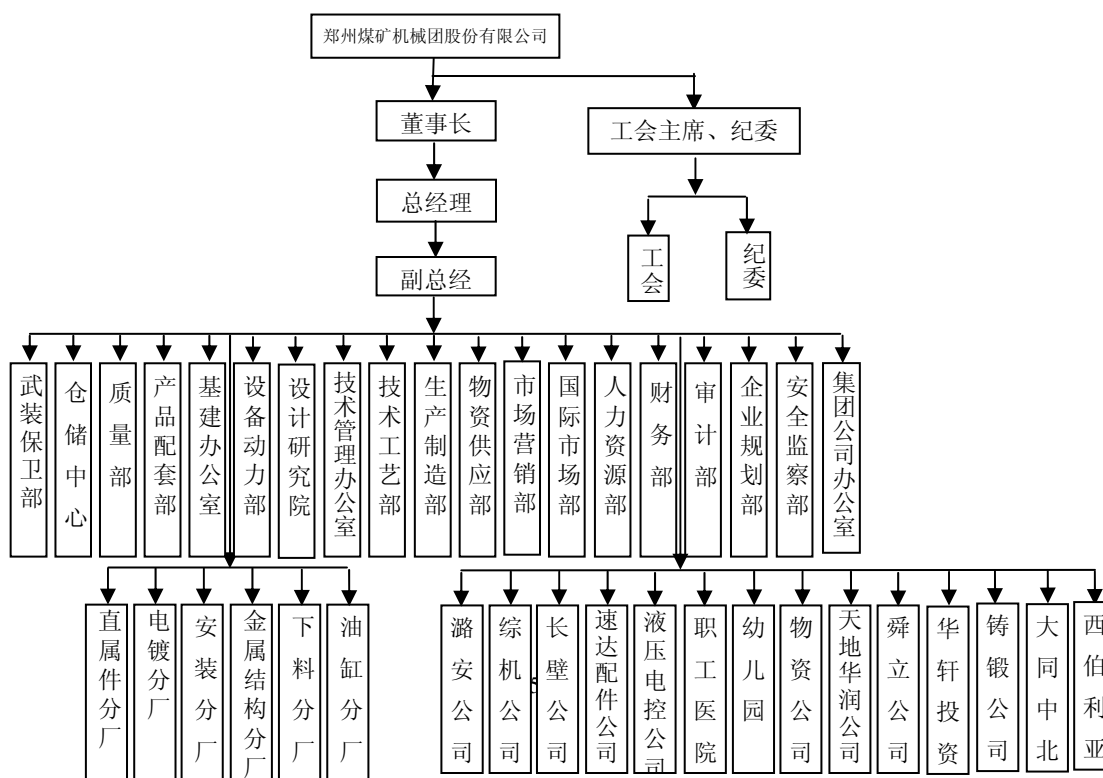 郑州煤矿机械团股份有限公司
董事长
工会主席、纪委
总经理
工会
纪委
副总经
武装保卫部
仓储中心
质量部
产品配套部
基建办公室
设备动力部
设计研究院
技术管理办公室
技术工艺部
生产制造部
物资供应部
市场营销部
国际市场部
人力资源部
财务部
审计部
企业规划部
安全监察部
集团公司办公室
直属件分厂
电镀分厂
安装分厂
金属结构分厂
下料分厂
油缸分厂
潞安公司
综机公司
长壁公司
速达配件公司
液压电控公司
职工医院
幼儿园
物资公司
天地华润公司
舜立公司
华轩投资
铸锻公司
大同中北
西伯利亚